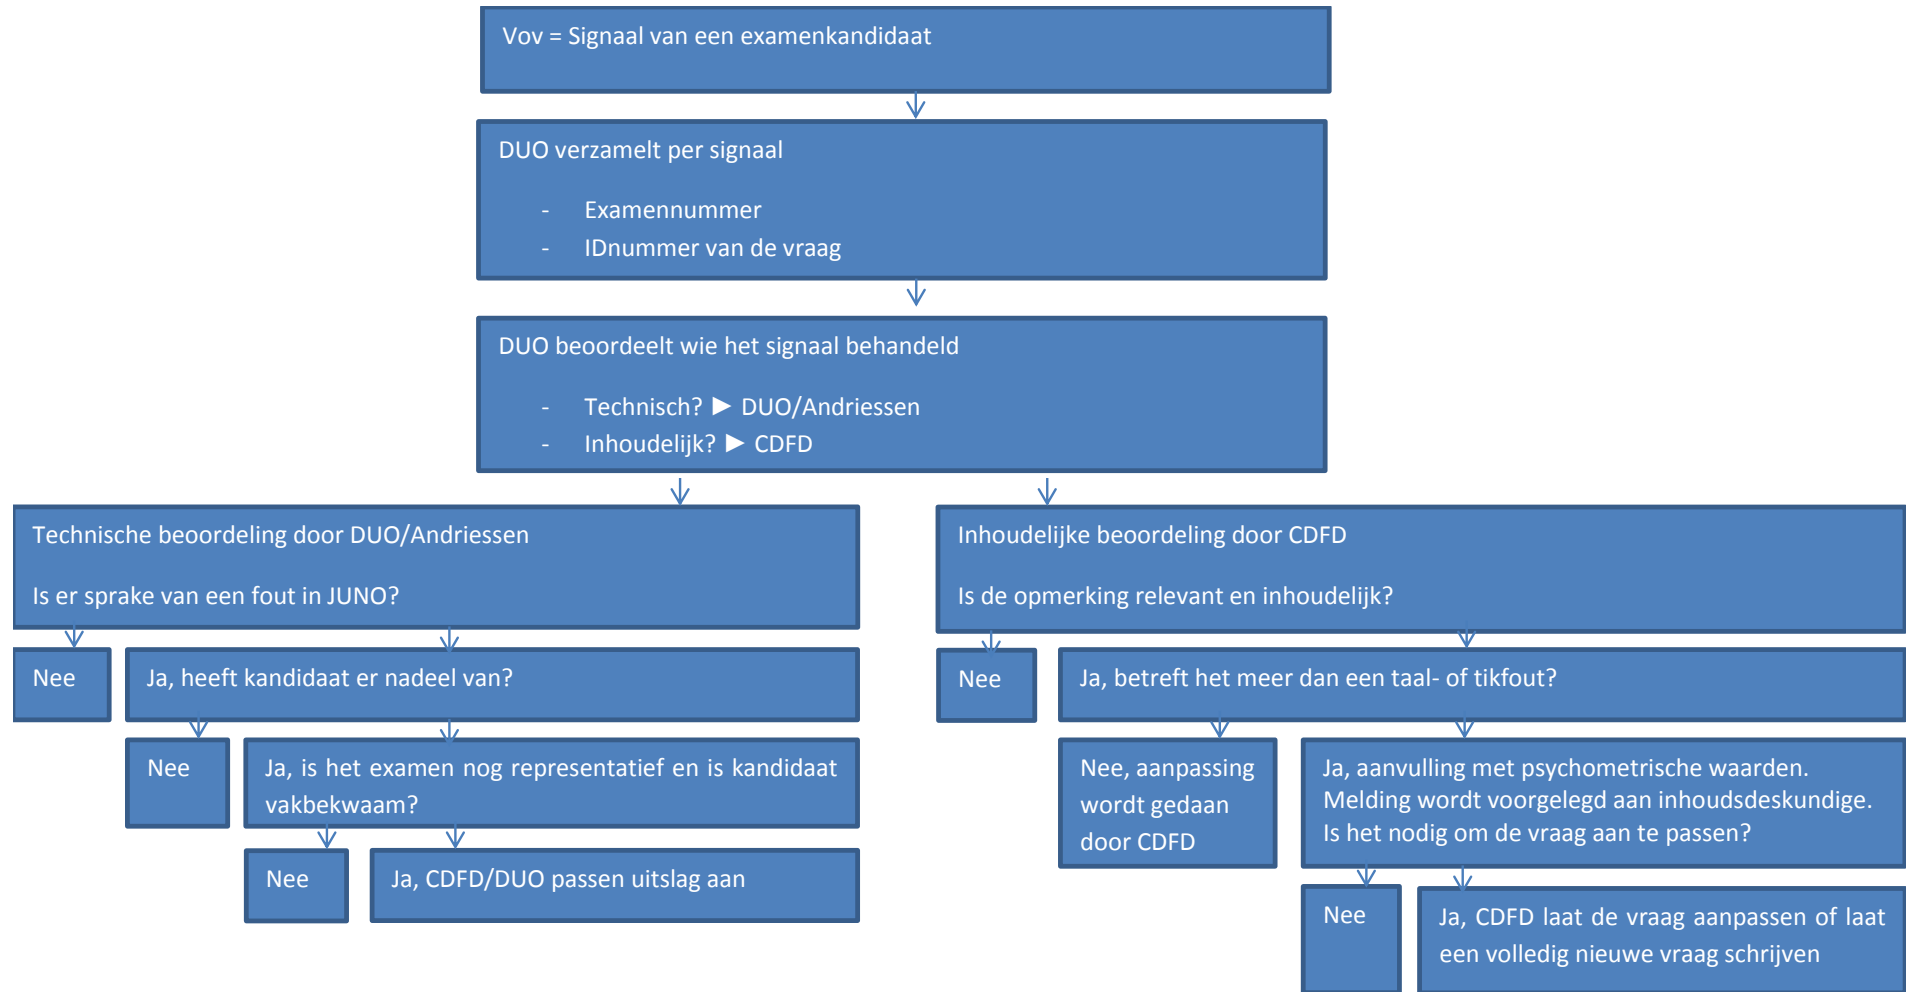 Vov = Signaal van een examenkandidaat
DUO verzamelt per signaal
- Examennummer
- IDnummer van de vraag
DUO beoordeelt wie het signaal behandeld
- Technisch? ► DUO/Andriessen
- Inhoudelijk? ► CDFD
Technische beoordeling door DUO/Andriessen
Is er sprake van een fout in JUNO?
Nee
Ja, heeft kandidaat er nadeel van?
Nee
Ja, is het examen nog representatief en is kandidaat
vakbekwaam?
Nee
Ja, CDFD/DUO passen uitslag aan
Inhoudelijke beoordeling door CDFD
Is de opmerking relevant en inhoudelijk?
Nee
Ja, betreft het meer dan een taal- of tikfout?
Nee, aanpassing
wordt gedaan
door CDFD
Ja, aanvulling met psychometrische waarden.
Melding wordt voorgelegd aan inhoudsdeskundige.
Is het nodig om de vraag aan te passen?
Nee
Ja, CDFD laat de vraag aanpassen of laat
een volledig nieuwe vraag schrijven